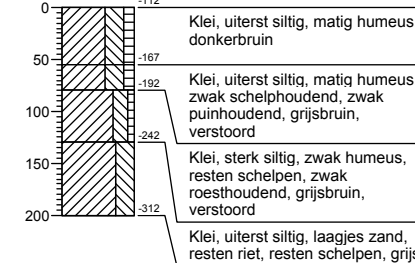 0
-112
Klei, uiterst siltig, matig humeus
donkerbruin
50
-167
Klei, uiterst siltig, matig humeus
zwak schelphoudend, zwak
puinhoudend, grijsbruin,
verstoord
-192
100
-242
Klei, sterk siltig, zwak humeus,
resten schelpen, zwak
roesthoudend, grijsbruin,
verstoord
150
200
-312
Klei, uiterst siltig, laagjes zand,
resten riet, resten schelpen, grijs